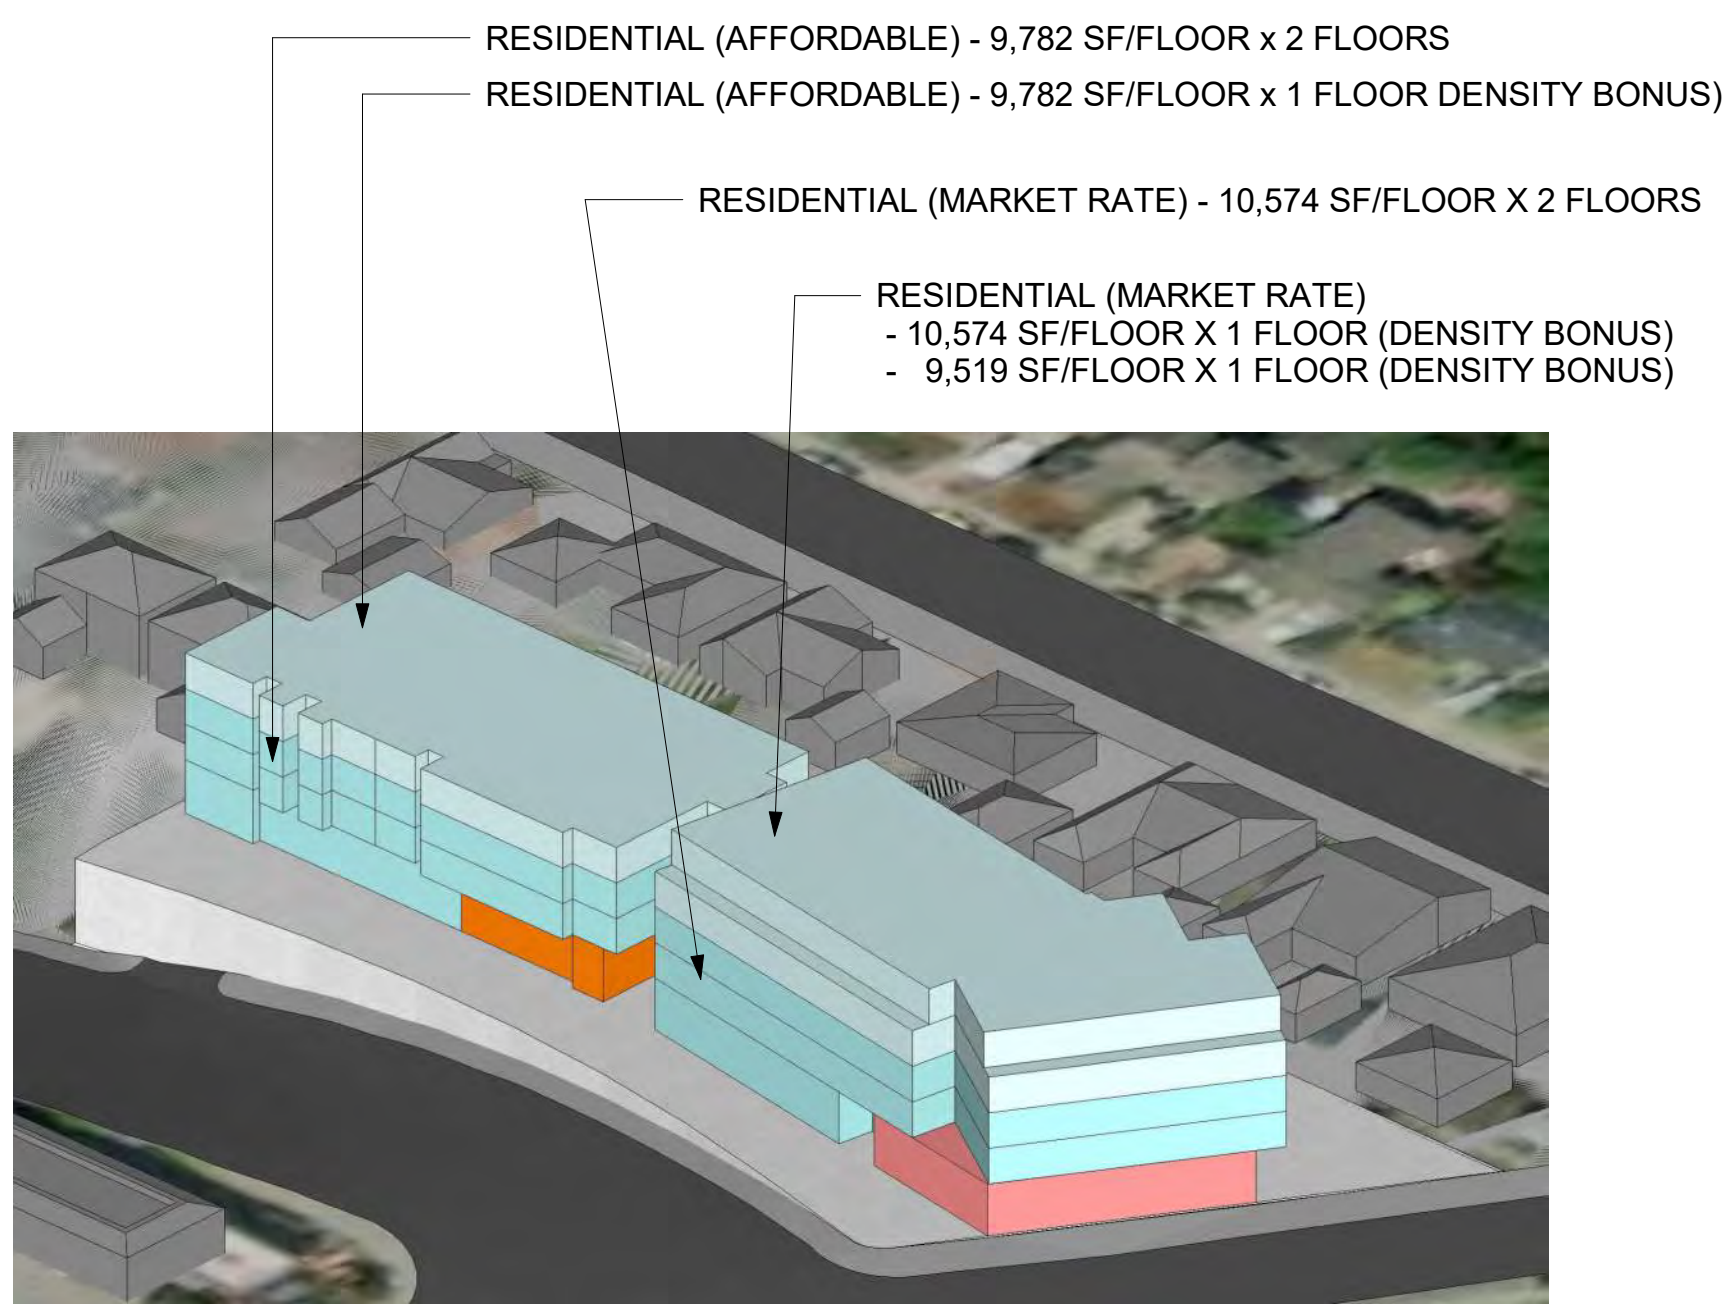 RESIDENTIAL (AFFORDABLE) - 9,782 SF/FLOOR x 2 FLOORS
RESIDENTIAL (AFFORDABLE) - 9,782 SF/FLOOR x 1 FLOOR DENSITY BONUS)
RESIDENTIAL (MARKET RATE) - 10,574 SF/FLOOR X 2 FLOORS
RESIDENTIAL (MARKET RATE)
- 10,574 SF/FLOOR X 1 FLOOR (DENSITY BONUS)
- 9,519 SF/FLOOR X 1 FLOOR (DENSITY BONUS)